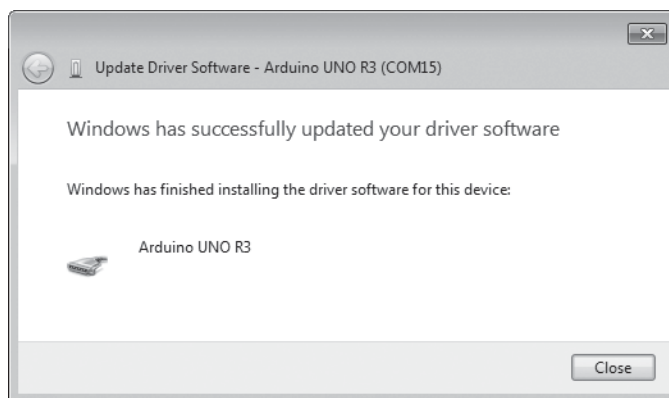 Update Driver Software - Arduino UNO R3 (COM15)
Windows has successfully updated your driver software
Windows has finished installing the driver software for this device:
Arduino UNO R3
Close